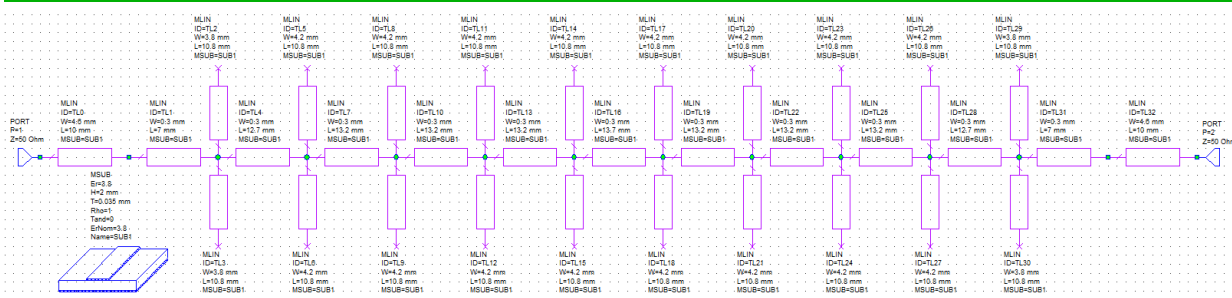 MLIN
ID=TL2
W=3.8 mm
L=10.8 mm
MSUB=SUB1
MLIN
ID=TL5
W=4.2 mm
L=10.8 mm
MSUB=SUB1
MLIN
ID=TL8
W=4.2 mm
L=10.8 mm
MSUB=SUB1
MLIN
ID=TL11
W=4.2 mm
L=10.8 mm
MSUB=SUB1
MLIN
ID=TL14
W=4.2 mm
L=10.8 mm
MSUB=SUB1
MLIN
ID=TL17
W=4.2 mm
L=10.8 mm
MSUB=SUB1
MLIN
ID=TL20
W=4.2 mm
L=10.8 mm
MSUB=SUB1
MLIN
ID=TL23
W=4.2 mm
L=10.8 mm
MSUB=SUB1
MLIN
ID=TL26
W=4.2 mm
L=10.8 mm
MSUB=SUB1
MLIN
ID=TL29
W=3.8 mm
L=10.8 mm
MSUB=SUB1
PORT
P=1
Z=50 Ohm
MLIN
ID=TL0
W=4.6 mm
L=10 mm
MSUB=SUB1
MLIN
ID=TL1
W=0.3 mm
L=7 mm
MSUB=SUB1
MLIN
ID=TL4
W=0.3 mm
L=12.7 mm
MSUB=SUB1
MLIN
ID=TL7
W=0.3 mm
L=13.2 mm
MSUB=SUB1
MLIN
ID=TL10
W=0.3 mm
L=13.2 mm
MSUB=SUB1
MLIN
ID=TL13
W=0.3 mm
L=13.2 mm
MSUB=SUB1
MLIN
ID=TL16
W=0.3 mm
L=13.7 mm
MSUB=SUB1
MLIN
ID=TL19
W=0.3 mm
L=13.2 mm
MSUB=SUB1
MLIN
ID=TL22
W=0.3 mm
L=13.2 mm
MSUB=SUB1
MLIN
ID=TL25
W=0.3 mm
L=13.2 mm
MSUB=SUB1
MLIN
ID=TL28
W=0.3 mm
L=12.7 mm
MSUB=SUB1
MLIN
ID=TL31
W=0.3 mm
L=7 mm
MSUB=SUB1
MLIN
ID=TL32
W=4.6 mm
L=10 mm
MSUB=SUB1
PORT
P=2
Z=50 Ohm
MSUB
Er=3.8
H=2 mm
T=0.035 mm
Rho=1
Tand=0
ErNom=3.8
Name=SUB1
MLIN
ID=TL3
W=3.8 mm
L=10.8 mm
MSUB=SUB1
MLIN
ID=TL6
W=4.2 mm
L=10.8 mm
MSUB=SUB1
MLIN
ID=TL9
W=4.2 mm
L=10.8 mm
MSUB=SUB1
MLIN
ID=TL12
W=4.2 mm
L=10.8 mm
MSUB=SUB1
MLIN
ID=TL15
W=4.2 mm
L=10.8 mm
MSUB=SUB1
MLIN
ID=TL18
W=4.2 mm
L=10.8 mm
MSUB=SUB1
MLIN
ID=TL21
W=4.2 mm
L=10.8 mm
MSUB=SUB1
MLIN
ID=TL24
W=4.2 mm
L=10.8 mm
MSUB=SUB1
MLIN
ID=TL27
W=4.2 mm
L=10.8 mm
MSUB=SUB1
MLIN
ID=TL30
W=3.8 mm
L=10.8 mm
MSUB=SUB1